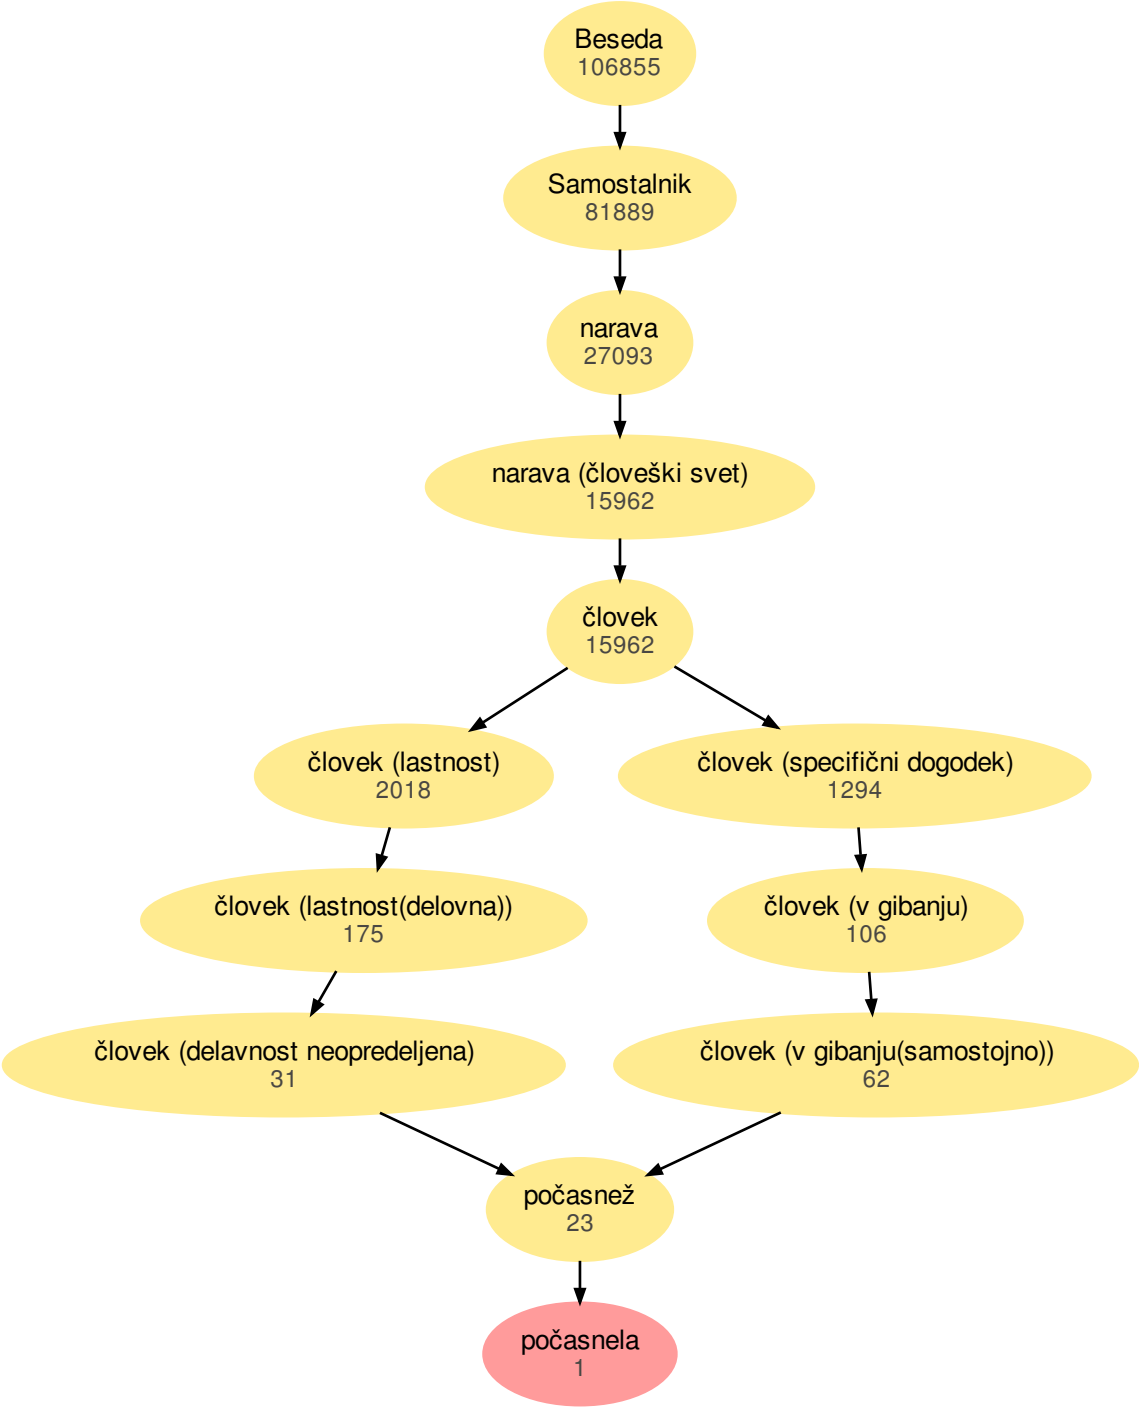 Beseda
106855
Samostalnik
81889
narava
27093
narava (človeški svet)
15962
človek
15962
človek (lastnost)
2018
človek (specifični dogodek)
1294
človek (lastnost(delovna))
175
človek (v gibanju)
106
človek (delavnost neopredeljena)
31
človek (v gibanju(samostojno))
62
počasnež
23
počasnela
1